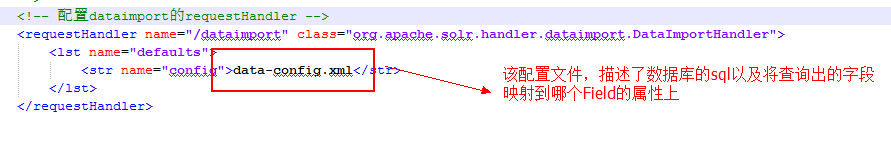 <!-- 配置dataimport的requestHandler -->
<requestHandler name="/dataimport" class="org.apache.solr.handler.dataimport.DataImportHandler">
<lst name="defaults">
<str name="config">data-config.xml</str>
</lst>
</requestHandler>
该配置文件，描述了数据库的sql以及将查询出的字段
映射到哪个Field的属性上